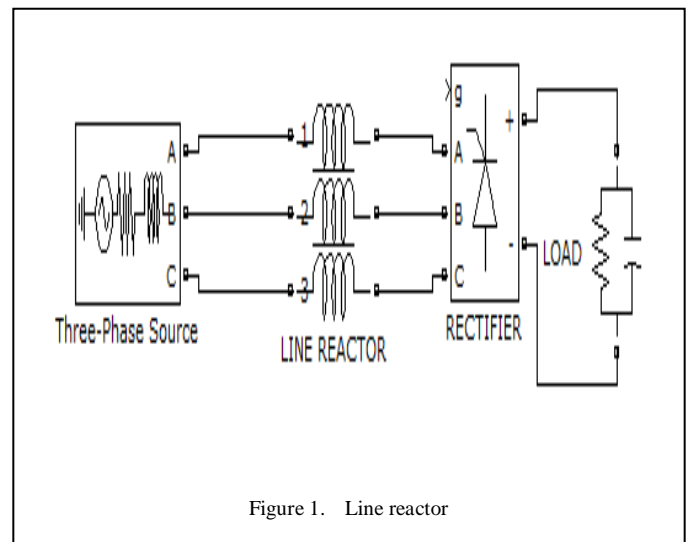 g
1
A
A
+
B
2
B
-
LOAD
C
3
C
Three-Phase Source
LINE REACTOR
RECTIFIER
Figure 1. Line reactor